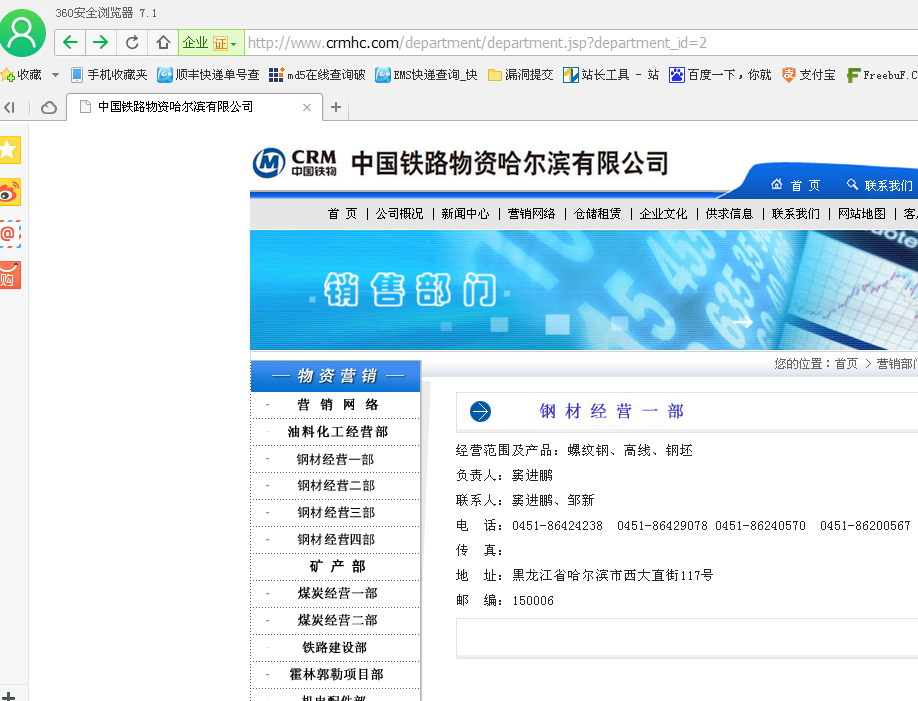 360安全浏览器 7.1
企业 证 http://www.crmhc.com/department/department.jsp?department_id=2
收藏 手机收藏夹 顺丰快递单号查 md5在线查询破 EMS快递查询_快 漏洞提交 站长工具 - 站 百度一下，你就 支付宝 FreebuF.C
中国铁路物资哈尔滨有限公司
CRM 中国铁物 中国铁路物资哈尔滨有限公司
首 页 联系我们
首 页 | 公司概况 | 新闻中心 | 营销网络 | 仓储租赁 | 企业文化 | 供求信息 | 联系我们 | 网站地图 | 客
销售部门
您的位置：首页 > 营销部门
物资营销
- 营 销 网 络
- 油料化工经营部
- 钢材经营一部
- 钢材经营二部
- 钢材经营三部
- 钢材经营四部
矿 产 部
- 煤炭经营一部
- 煤炭经营二部
- 铁路建设部
- 霍林郭勒项目部
机电配件部
钢材经营一部
经营范围及产品：螺纹钢、高线、钢坯
负责人：窦进鹏
联系人：窦进鹏、邹新
电 话：0451-86424238 0451-86429078 0451-86240570 0451-86200567
传 真：
地 址：黑龙江省哈尔滨市西大直街117号
邮 编：150006
@
购